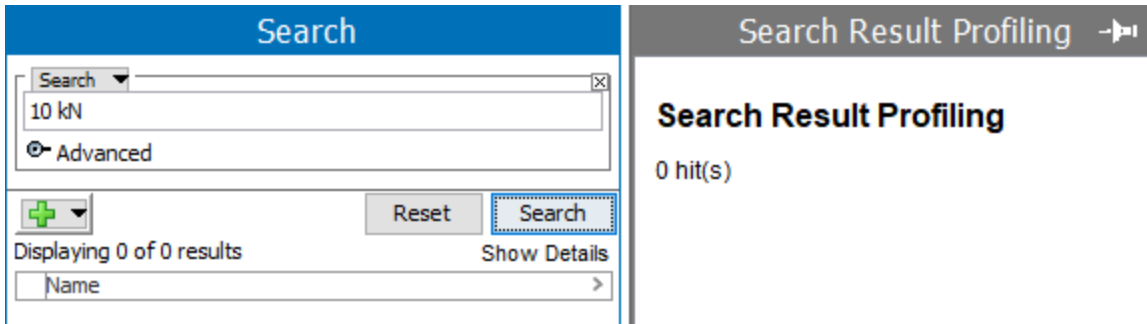 Search
Search
10 kN
Advanced
Reset
Search
Displaying 0 of 0 results
Show Details
Name
Search Result Profiling
Search Result Profiling
0 hit(s)